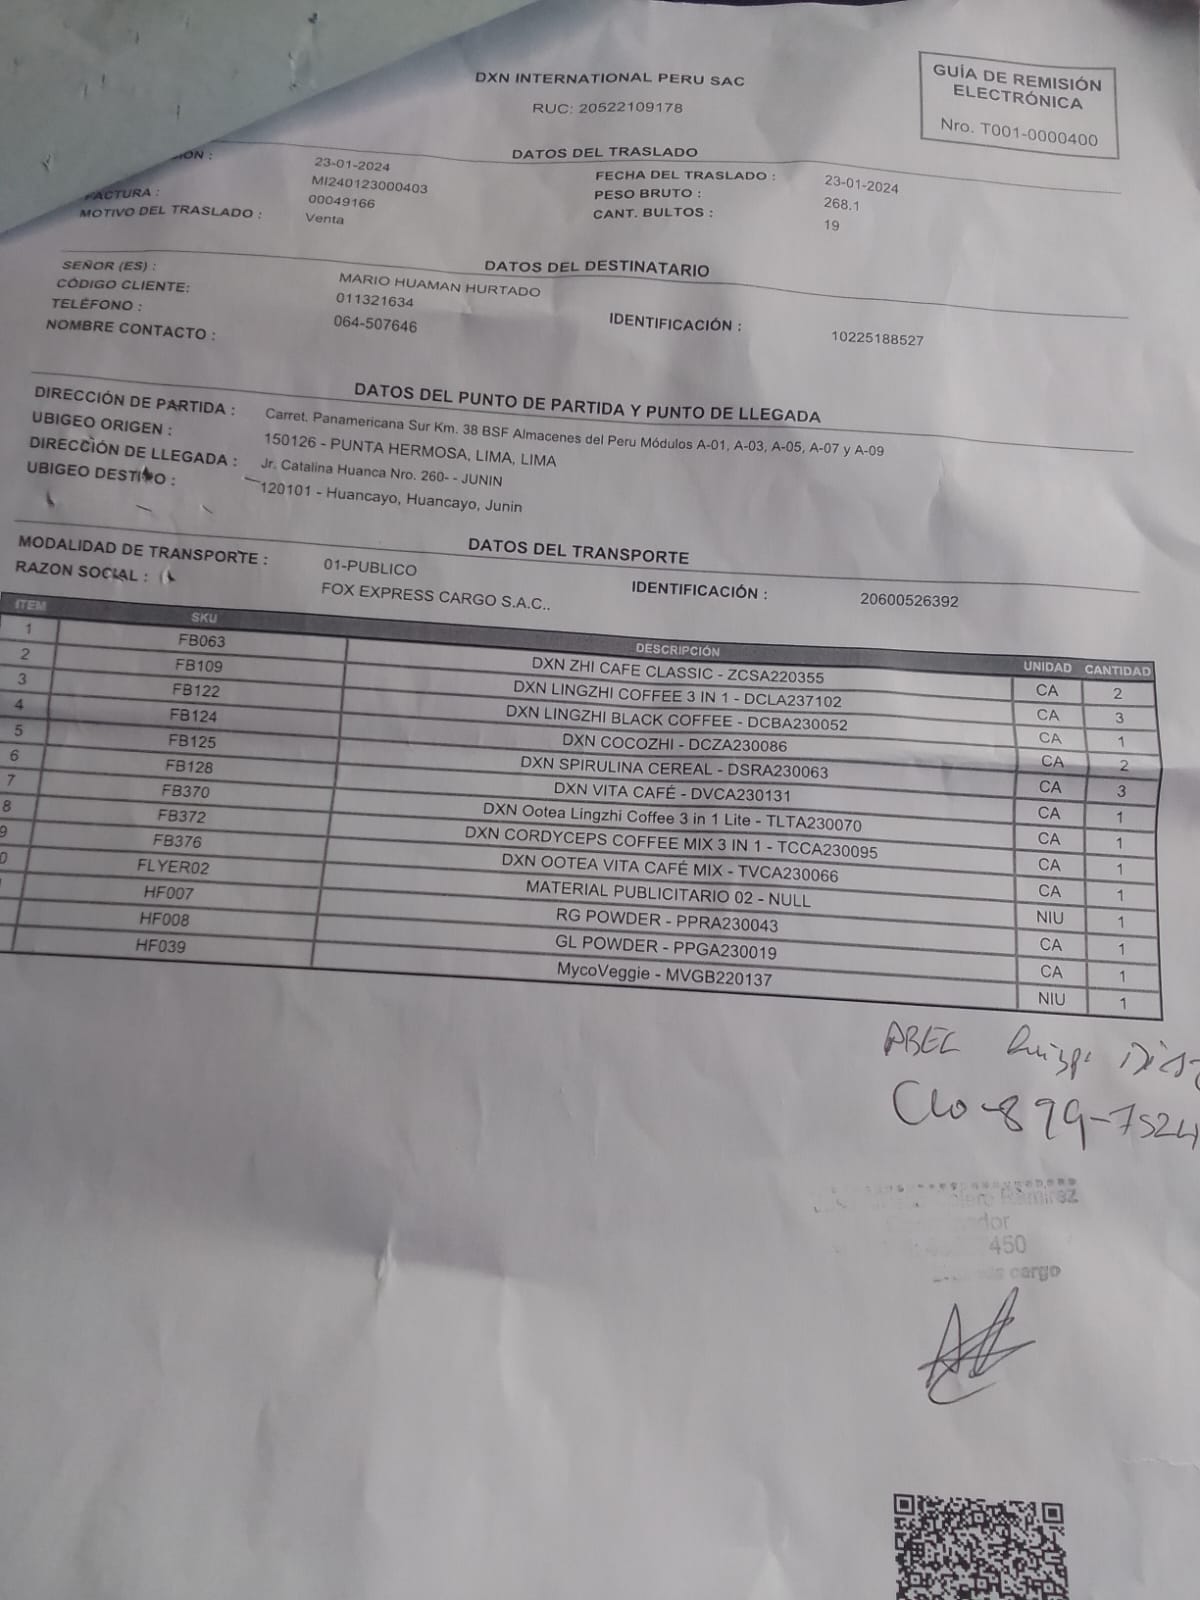 DXN INTERNATIONAL PERU SAC
RUC: 20522109178
GUÍA DE REMISIÓN
ELECTRÓNICA
Nro. T001-0000400
DATOS DEL TRASLADO
23-01-2024
FECHA DEL TRASLADO : 23-01-2024
MI240123000403
PESO BRUTO : 268.1
FACTURA : 00049166
CANT. BULTOS : 19
MOTIVO DEL TRASLADO : Venta
DATOS DEL DESTINATARIO
SEÑOR (ES) : MARIO HUAMAN HURTADO
CÓDIGO CLIENTE: 011321634
TELÉFONO : 064-507646
IDENTIFICACIÓN : 10225188527
NOMBRE CONTACTO :
DATOS DEL PUNTO DE PARTIDA Y PUNTO DE LLEGADA
DIRECCIÓN DE PARTIDA : Carret. Panamericana Sur Km. 38 BSF Almacenes del Peru Módulos A-01, A-03, A-05, A-07 y A-09
UBIGEO ORIGEN : 150126 - PUNTA HERMOSA, LIMA, LIMA
DIRECCIÓN DE LLEGADA : Jr. Catalina Huanca Nro. 260- - JUNIN
UBIGEO DESTINO : 120101 - Huancayo, Huancayo, Junin
DATOS DEL TRANSPORTE
MODALIDAD DE TRANSPORTE : 01-PUBLICO
RAZON SOCIAL : FOX EXPRESS CARGO S.A.C..
IDENTIFICACIÓN : 20600526392
ITEM SKU DESCRIPCIÓN UNIDAD CANTIDAD
1 FB063 DXN ZHI CAFE CLASSIC - ZCSA220355 CA 2
2 FB109 DXN LINGZHI COFFEE 3 IN 1 - DCLA237102 CA 3
3 FB122 DXN LINGZHI BLACK COFFEE - DCBA230052 CA 1
4 FB124 DXN COCOZHI - DCZA230086 CA 2
5 FB125 DXN SPIRULINA CEREAL - DSRA230063 CA 3
6 FB128 DXN VITA CAFÉ - DVCA230131 CA 1
7 FB370 DXN Ootea Lingzhi Coffee 3 in 1 Lite - TLTA230070 CA 1
8 FB372 DXN CORDYCEPS COFFEE MIX 3 IN 1 - TCCA230095 CA 1
9 FB376 DXN OOTEA VITA CAFÉ MIX - TVCA230066 CA 1
0 FLYER02 MATERIAL PUBLICITARIO 02 - NULL NIU 1
HF007 RG POWDER - PPRA230043 CA 1
HF008 GL POWDER - PPGA230019 CA 1
HF039 MycoVeggie - MVGB220137 NIU 1
ABEL
899-7524
Ramirez
450
cargo